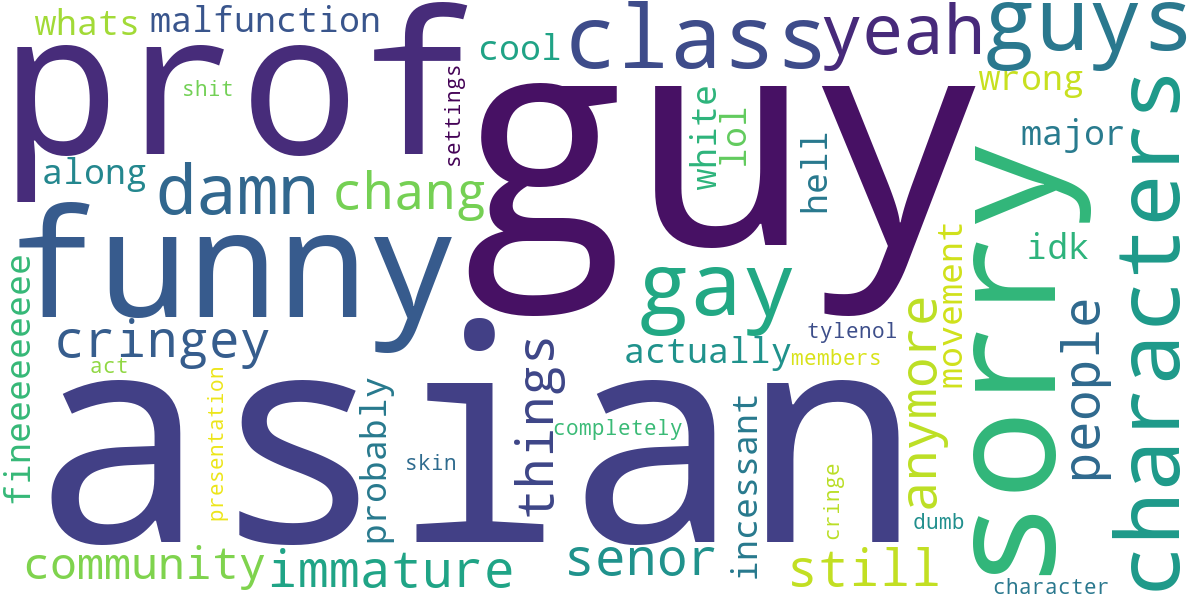 whats
malfunction
prof
shit
settings
cool
class
yeah
guys
guy
white
lol
hell
wrong
major
characters
along
damn
chang
funny
sorry
idk
gay
movement
people
anymore
fineeeeeeeee
cringey
act
things
actually
tylenol
members
asian
presentation
probably
skin
completely
incessant
cringe
dumb
community
immature
senor
still
character